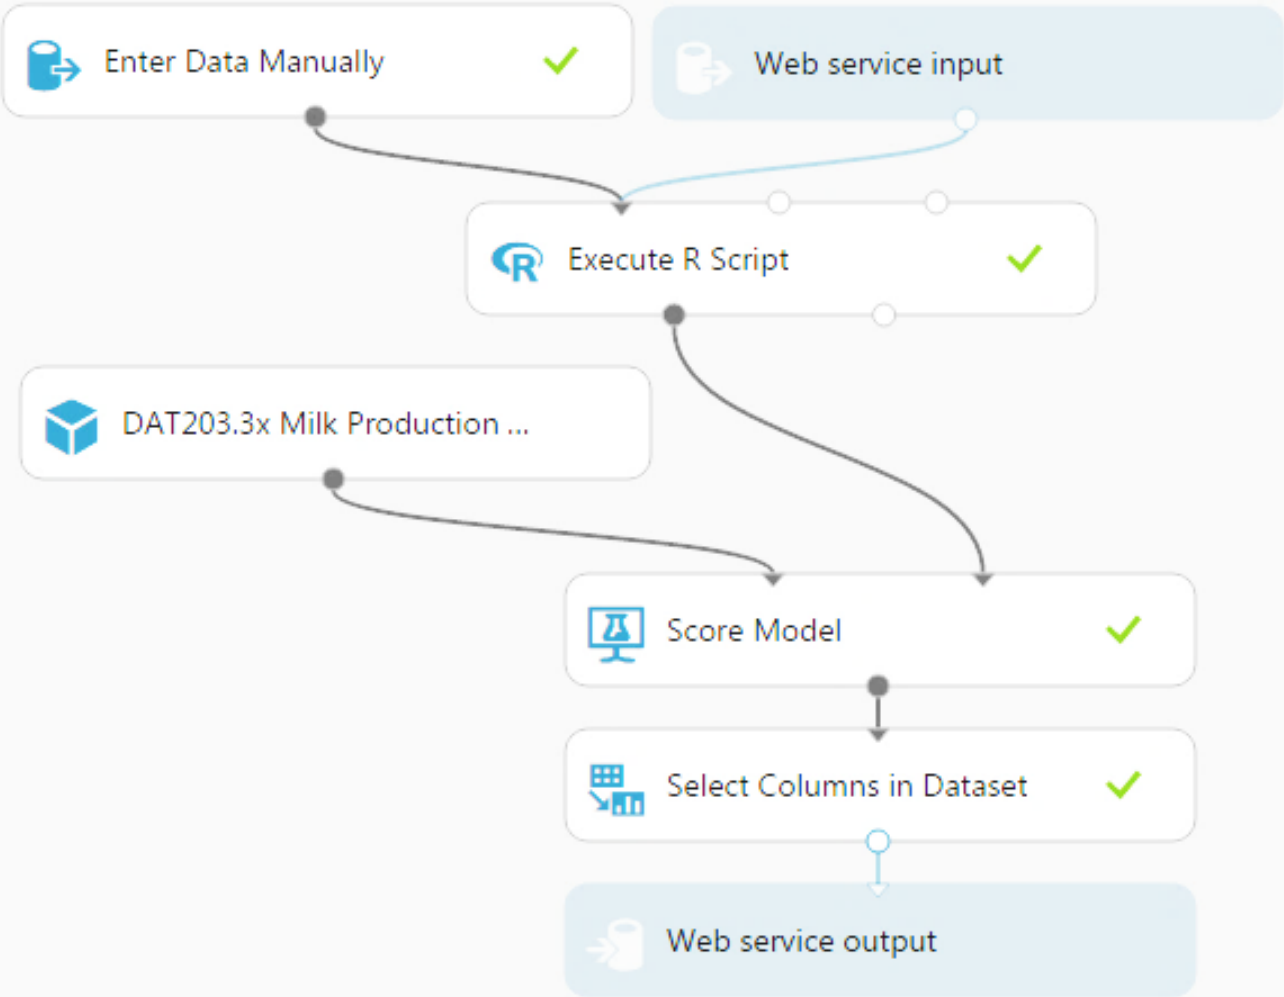 Enter Data Manually
Web service input
R
Execute R Script
DAT203.3x Milk Production ...
Score Model
Select Columns in Dataset
Web service output